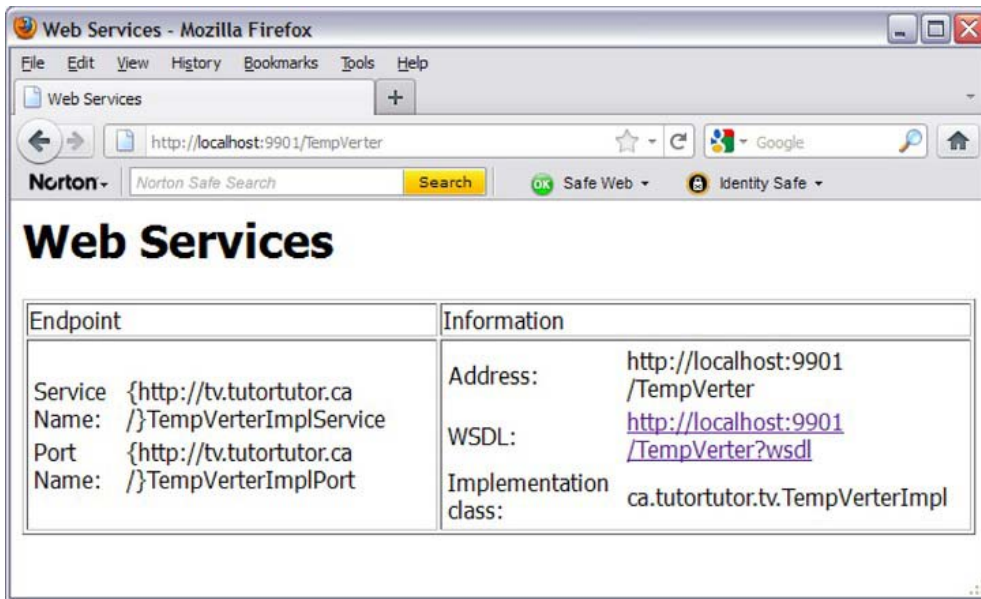 Web Services - Mozilla Firefox
File Edit View History Bookmarks Tools Help
Web Services
http://localhost:9901/TempVerter
Google
Norton
Norton Safe Search
Search
OK Safe Web
Identity Safe
Web Services
Endpoint
Information
Service Name: {http://tv.tutortutor.ca
/}TempVerterImplService
Port Name: {http://tv.tutortutor.ca
/}TempVerterImplPort
Address: http://localhost:9901
/TempVerter
WSDL: http://localhost:9901
/TempVerter?wsdl
Implementation
class: ca.tutortutor.tv.TempVerterImpl